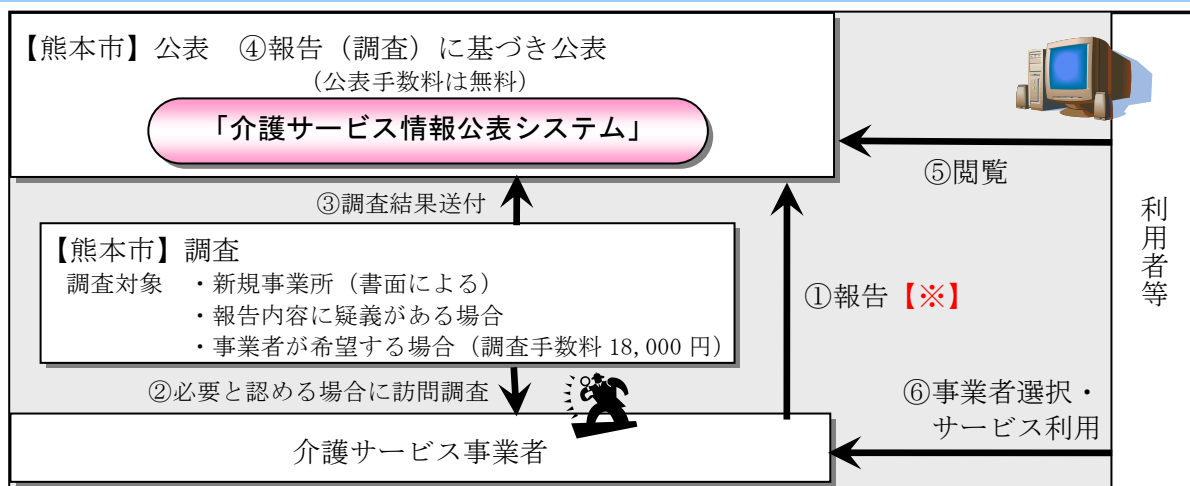 【熊本市】公表　④報告（調査）に基づき公表
（公表手数料は無料）
「介護サービス情報公表システム」
⑤閲覧
③調査結果送付
【熊本市】調査
調査対象　・新規事業所（書面による）
・報告内容に疑義がある場合
・事業者が希望する場合（調査手数料 18,000 円）
①報告【※】
利用者等
②必要と認める場合に訪問調査
⑥事業者選択・
サービス利用
介護サービス事業者